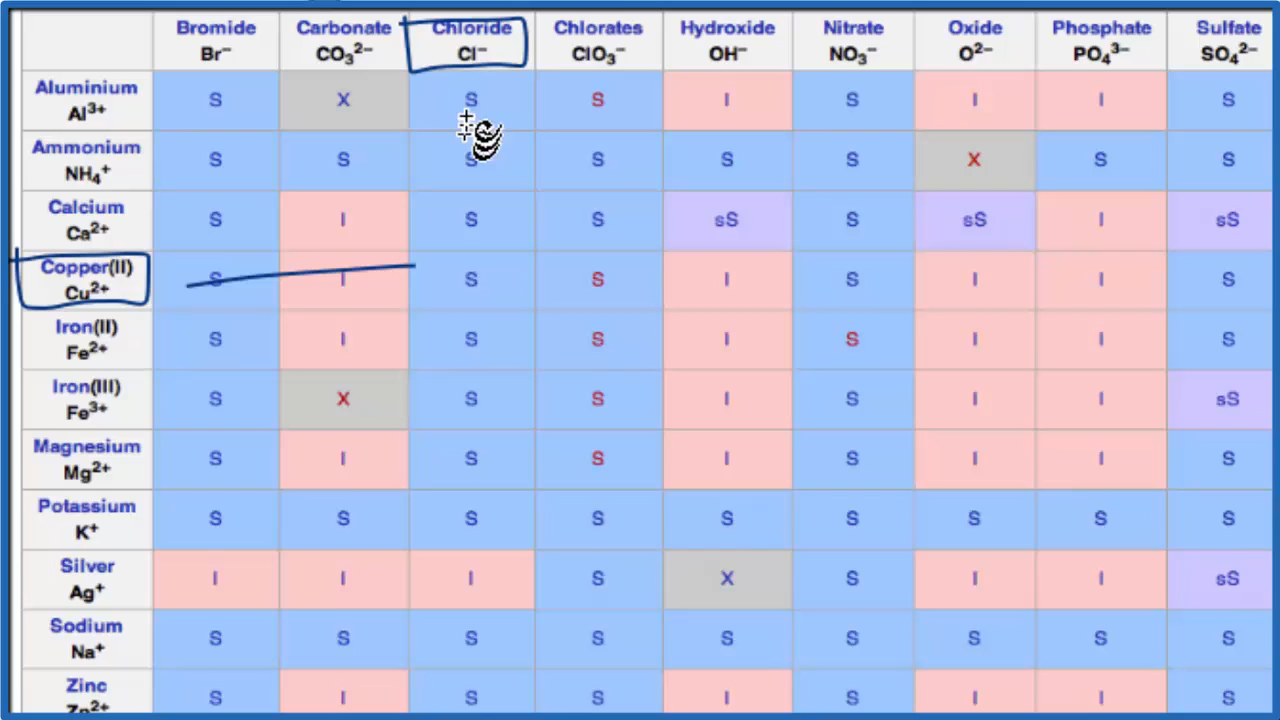 Bromide Carbonate Chloride Chlorates Hydroxide Nitrate Oxide Phosphate Sulfate
Br⁻ CO₃²⁻ Cl⁻ ClO₃⁻ OH⁻ NO₃⁻ O²⁻ PO₄³⁻ SO₄²⁻
Aluminium
Al³⁺ S X S S I S I I S
Ammonium
NH₄⁺ S S S S S S X S S
Calcium
Ca²⁺ S I S S sS S sS I sS
Copper(II)
Cu²⁺ S I S S I S I I S
Iron(II)
Fe²⁺ S I S S I S I I S
Iron(III)
Fe³⁺ S X S S I S I I sS
Magnesium
Mg²⁺ S I S S I S I I S
Potassium
K⁺ S S S S S S S S S
Silver
Ag⁺ I I I S X S I I sS
Sodium
Na⁺ S S S S S S S S S
Zinc
Zn²⁺ S I S S I S I I S